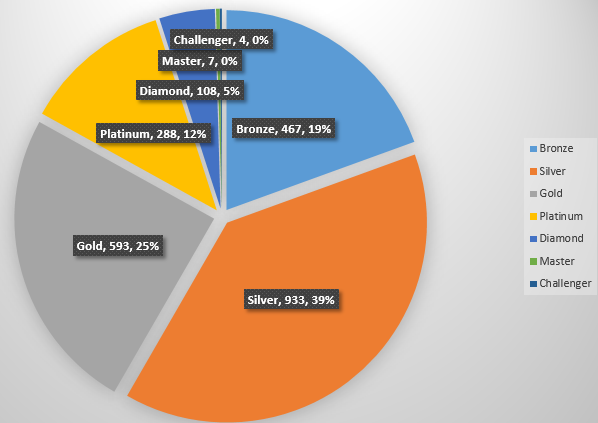 Challenger, 4, 0%
Master, 7, 0%
Diamond, 108, 5%
Platinum, 288, 12%
Bronze, 467, 19%
Gold, 593, 25%
Silver, 933, 39%
Bronze
Silver
Gold
Platinum
Diamond
Master
Challenger